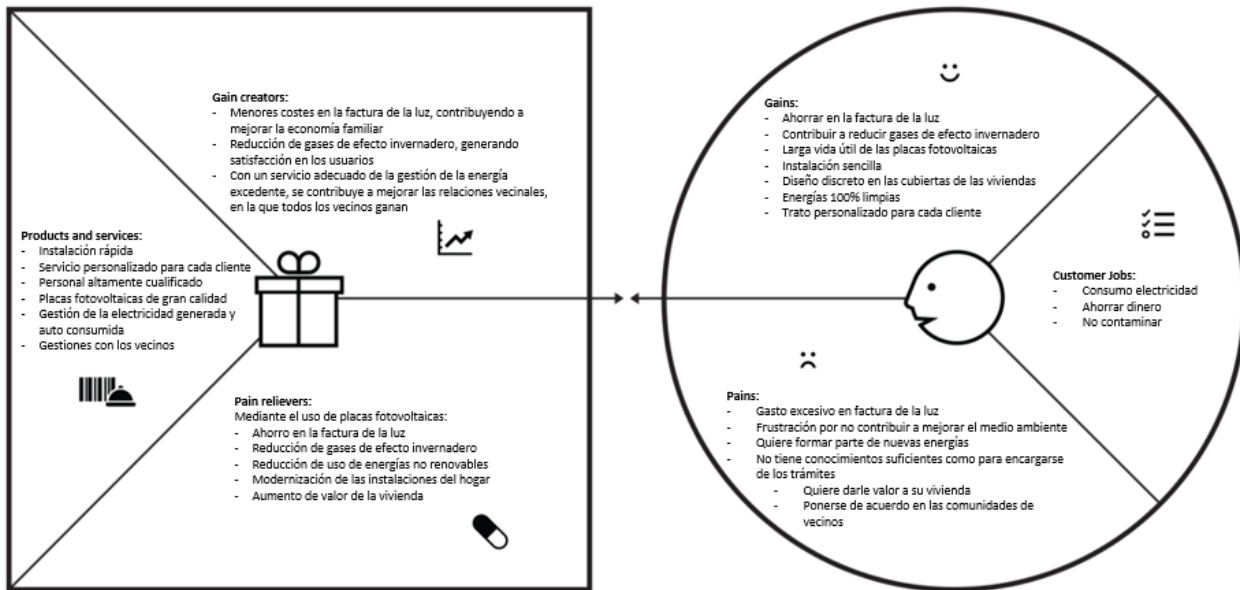 Gain creators:
- Menores costes en la factura de la luz, contribuyendo a
mejorar la economía familiar
- Reducción de gases de efecto invernadero, generando
satisfacción en los usuarios
- Con un servicio adecuado de la gestión de la energía
excedente, se contribuye a mejorar las relaciones vecinales,
en la que todos los vecinos ganan
Products and services:
- Instalación rápida
- Servicio personalizado para cada cliente
- Personal altamente cualificado
- Placas fotovoltaicas de gran calidad
- Gestión de la electricidad generada y
auto consumida
- Gestiones con los vecinos
Pain relievers:
Mediante el uso de placas fotovoltaicas:
- Ahorro en la factura de la luz
- Reducción de gases de efecto invernadero
- Reducción de uso de energías no renovables
- Modernización de las instalaciones del hogar
- Aumento de valor de la vivienda
Gains:
- Ahorrar en la factura de la luz
- Contribuir a reducir gases de efecto invernadero
- Larga vida útil de las placas fotovoltaicas
- Instalación sencilla
- Diseño discreto en las cubiertas de las viviendas
- Energías 100% limpias
- Trato personalizado para cada cliente
Customer Jobs:
- Consumo electricidad
- Ahorrar dinero
- No contaminar
Pains:
- Gasto excesivo en factura de la luz
- Frustración por no contribuir a mejorar el medio ambiente
- Quiere formar parte de nuevas energías
- No tiene conocimientos suficientes como para encargarse
de los trámites
- Quiere darle valor a su vivienda
- Ponerse de acuerdo en las comunidades de
vecinos